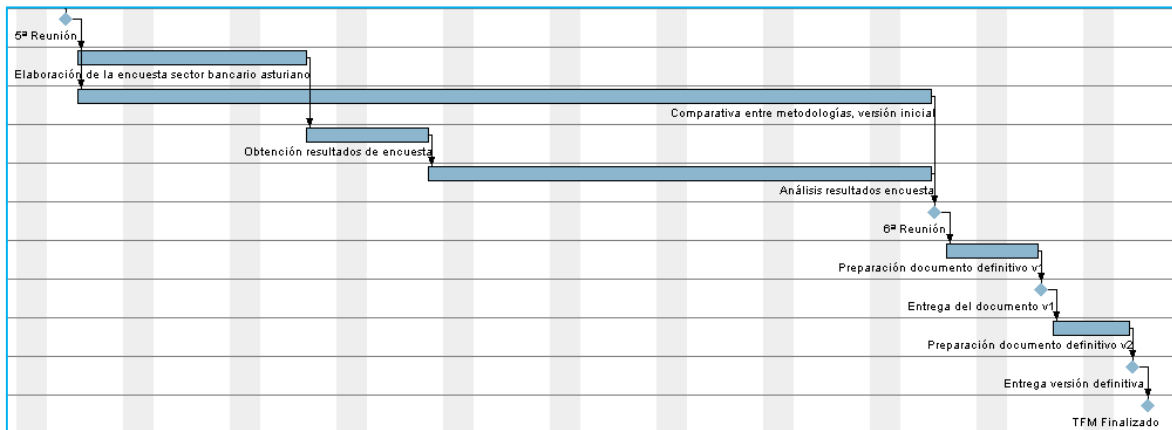 5ª Reunión
Elaboración de la encuesta sector bancario asturiano
Comparativa entre metodologías, versión inicial
Obtención resultados de encuesta
Análisis resultados encuesta
6ª Reunión
Preparación documento definitivo v1
Entrega del documento v1
Preparación documento definitivo v2
Entrega versión definitiva
TFM Finalizado